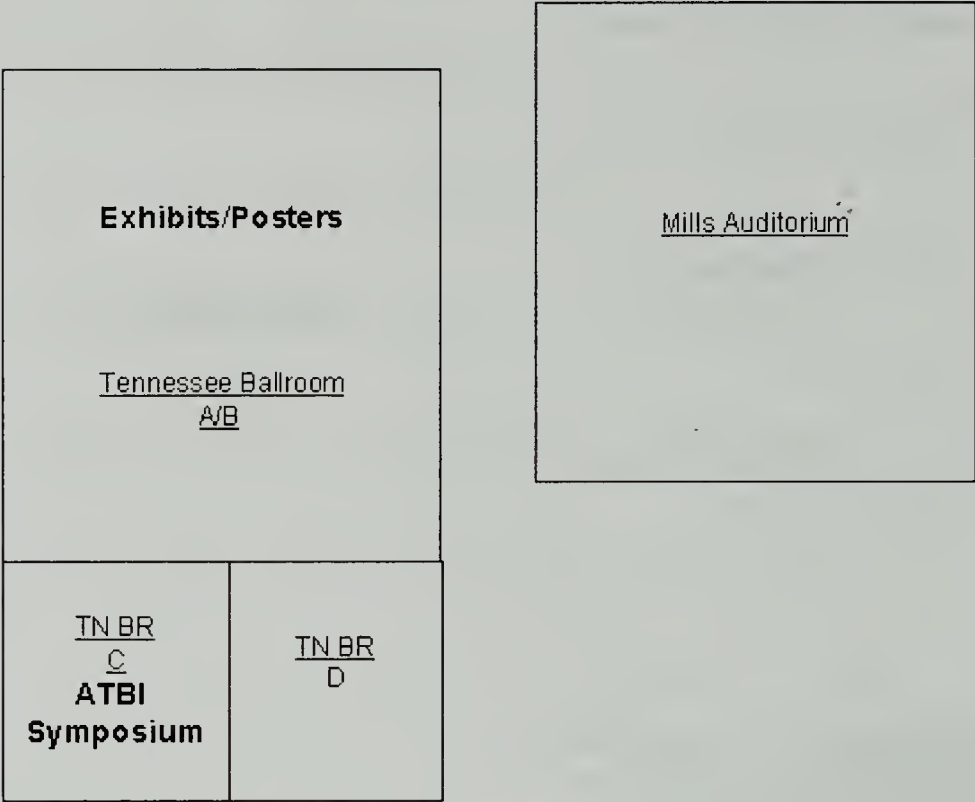 Exhibits/Posters
Tennessee Ballroom
A/B
TN BR
C
ATBI
Symposium
TN BR
D
Mills Auditorium